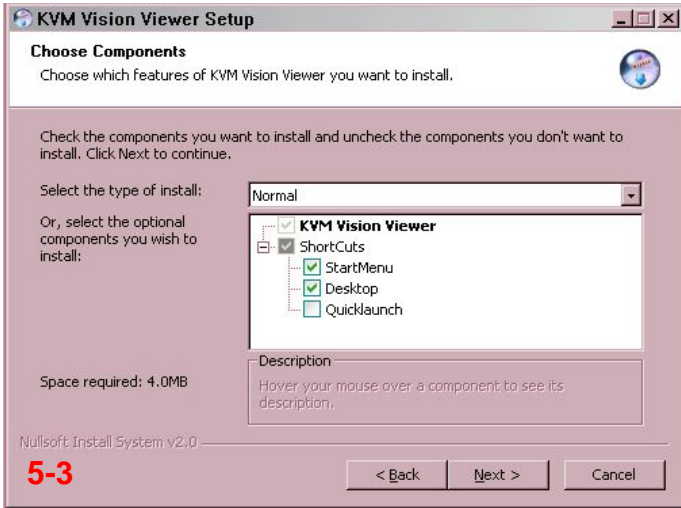 KVM Vision Viewer Setup
Choose Components
Choose which features of KVM Vision Viewer you want to install.
Check the components you want to install and uncheck the components you don't want to
install. Click Next to continue.
Select the type of install:
Normal
Or, select the optional
components you wish to
install:
KVM Vision Viewer
ShortCuts
StartMenu
Desktop
Quicklaunch
Space required: 4.0MB
Description
Hover your mouse over a component to see its
description.
Nullsoft Install System v2.0
5-3
< Back
Next >
Cancel